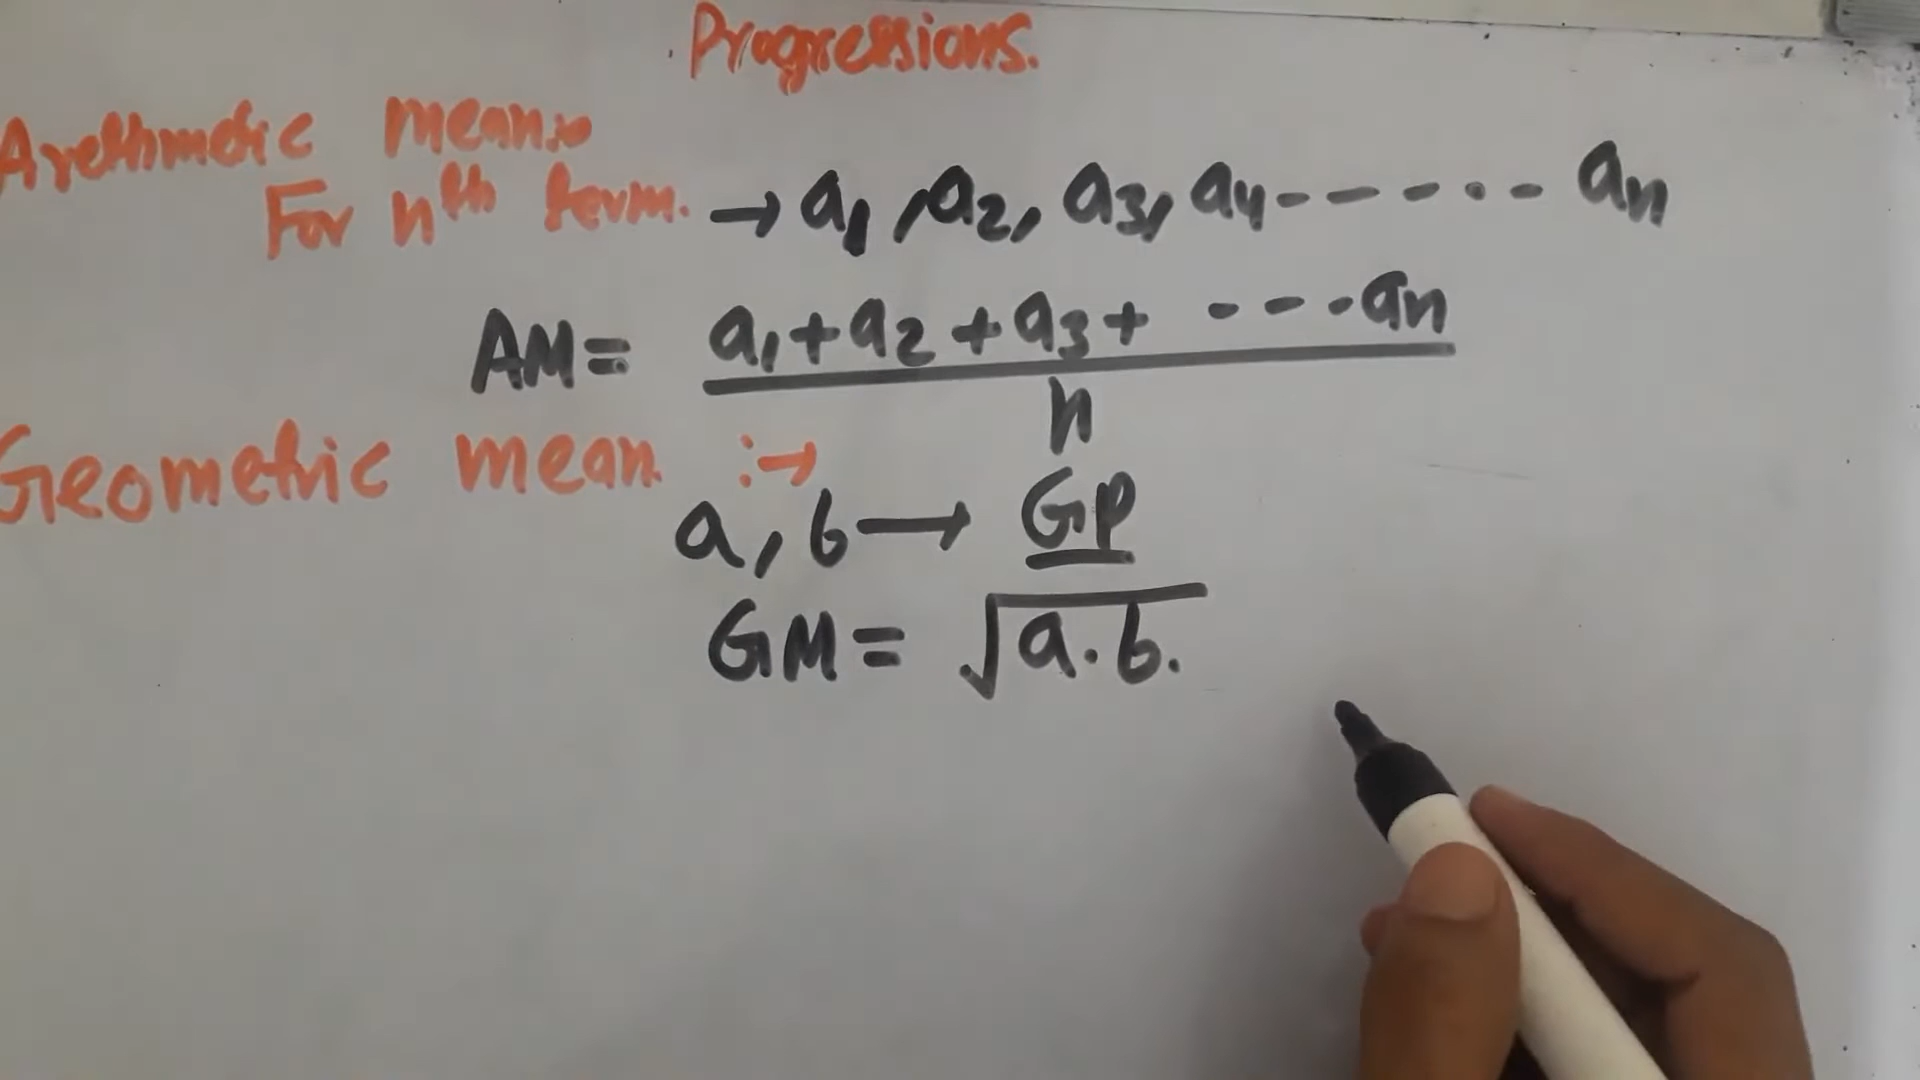 Progressions.
Arethmetic mean:→
For nth term. → a1, a2, a3, a4 ------ an
AM = a1 + a2 + a3 + ---- an
n
Geometric mean :→
a, b → GP
GM = √a.b.